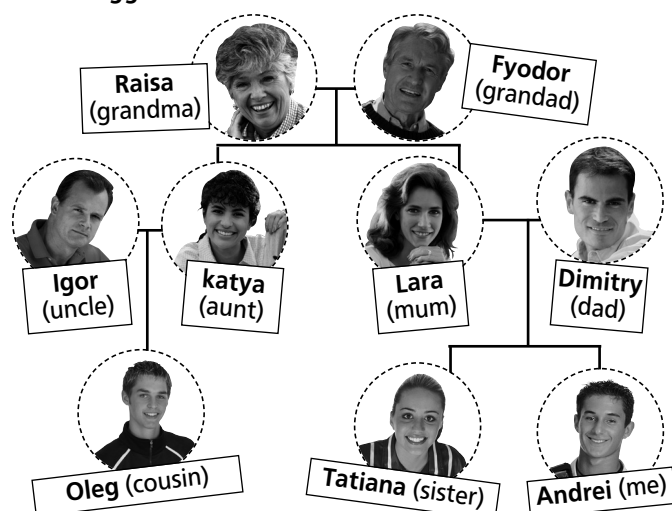 Raisa
(grandma)
Fyodor
(grandad)
Igor
(uncle)
katya
(aunt)
Lara
(mum)
Dimitry
(dad)
Oleg (cousin)
Tatiana (sister)
Andrei (me)